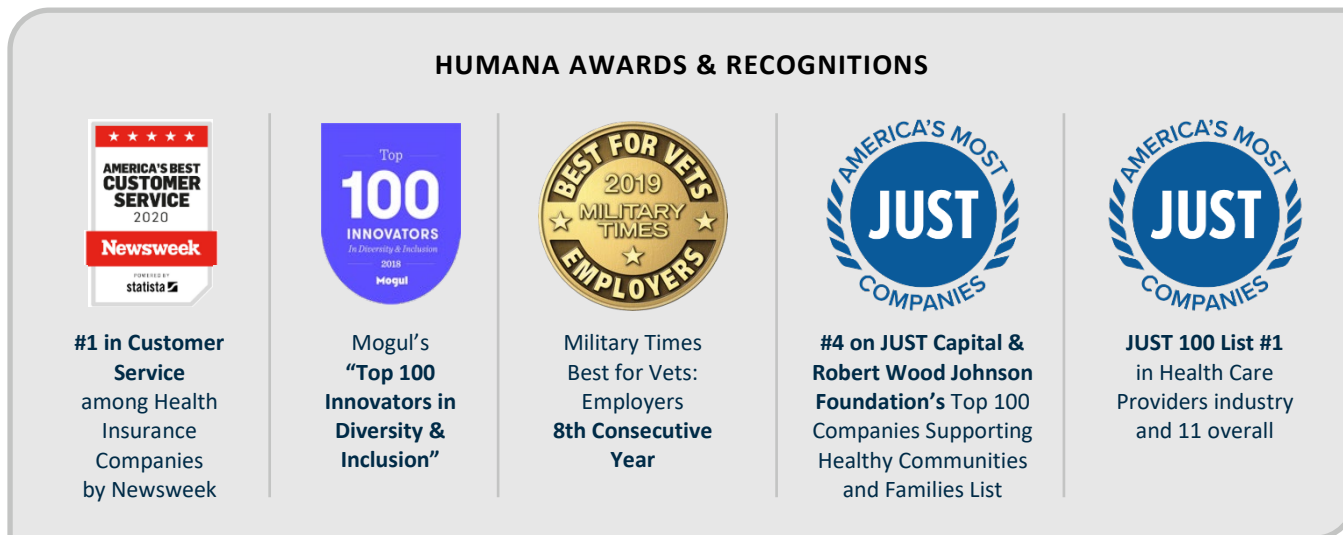 HUMANA AWARDS & RECOGNITIONS
AMERICA'S BEST
CUSTOMER
SERVICE
2020
Newsweek
POWERED BY
statista
#1 in Customer
Service
among Health
Insurance
Companies
by Newsweek
Top
100
INNOVATORS
In Diversity & Inclusion
2018
Mogul
Mogul’s
“Top 100
Innovators in
Diversity &
Inclusion”
BEST FOR VETS
2019
MILITARY
TIMES
EMPLOYERS
Military Times
Best for Vets:
Employers
8th Consecutive
Year
AMERICA'S MOST
JUST
COMPANIES
#4 on JUST Capital &
Robert Wood Johnson
Foundation’s Top 100
Companies Supporting
Healthy Communities
and Families List
AMERICA'S MOST
JUST
COMPANIES
JUST 100 List #1
in Health Care
Providers industry
and 11 overall